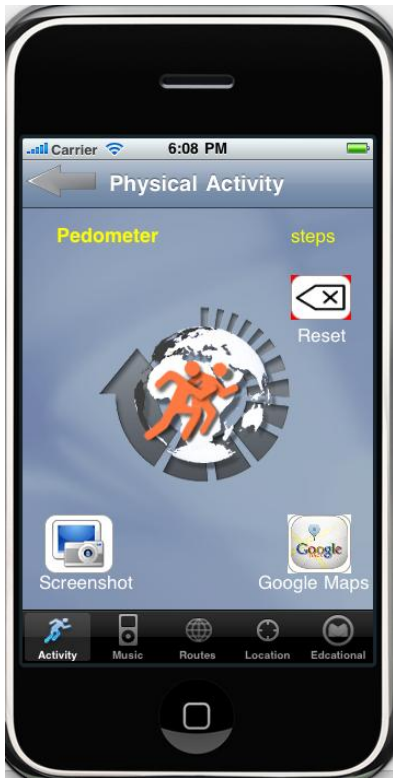 Carrier 6:08 PM
Physical Activity
Pedometer steps
Reset
Google
Screenshot Google Maps
Activity Music Routes Location Edcational